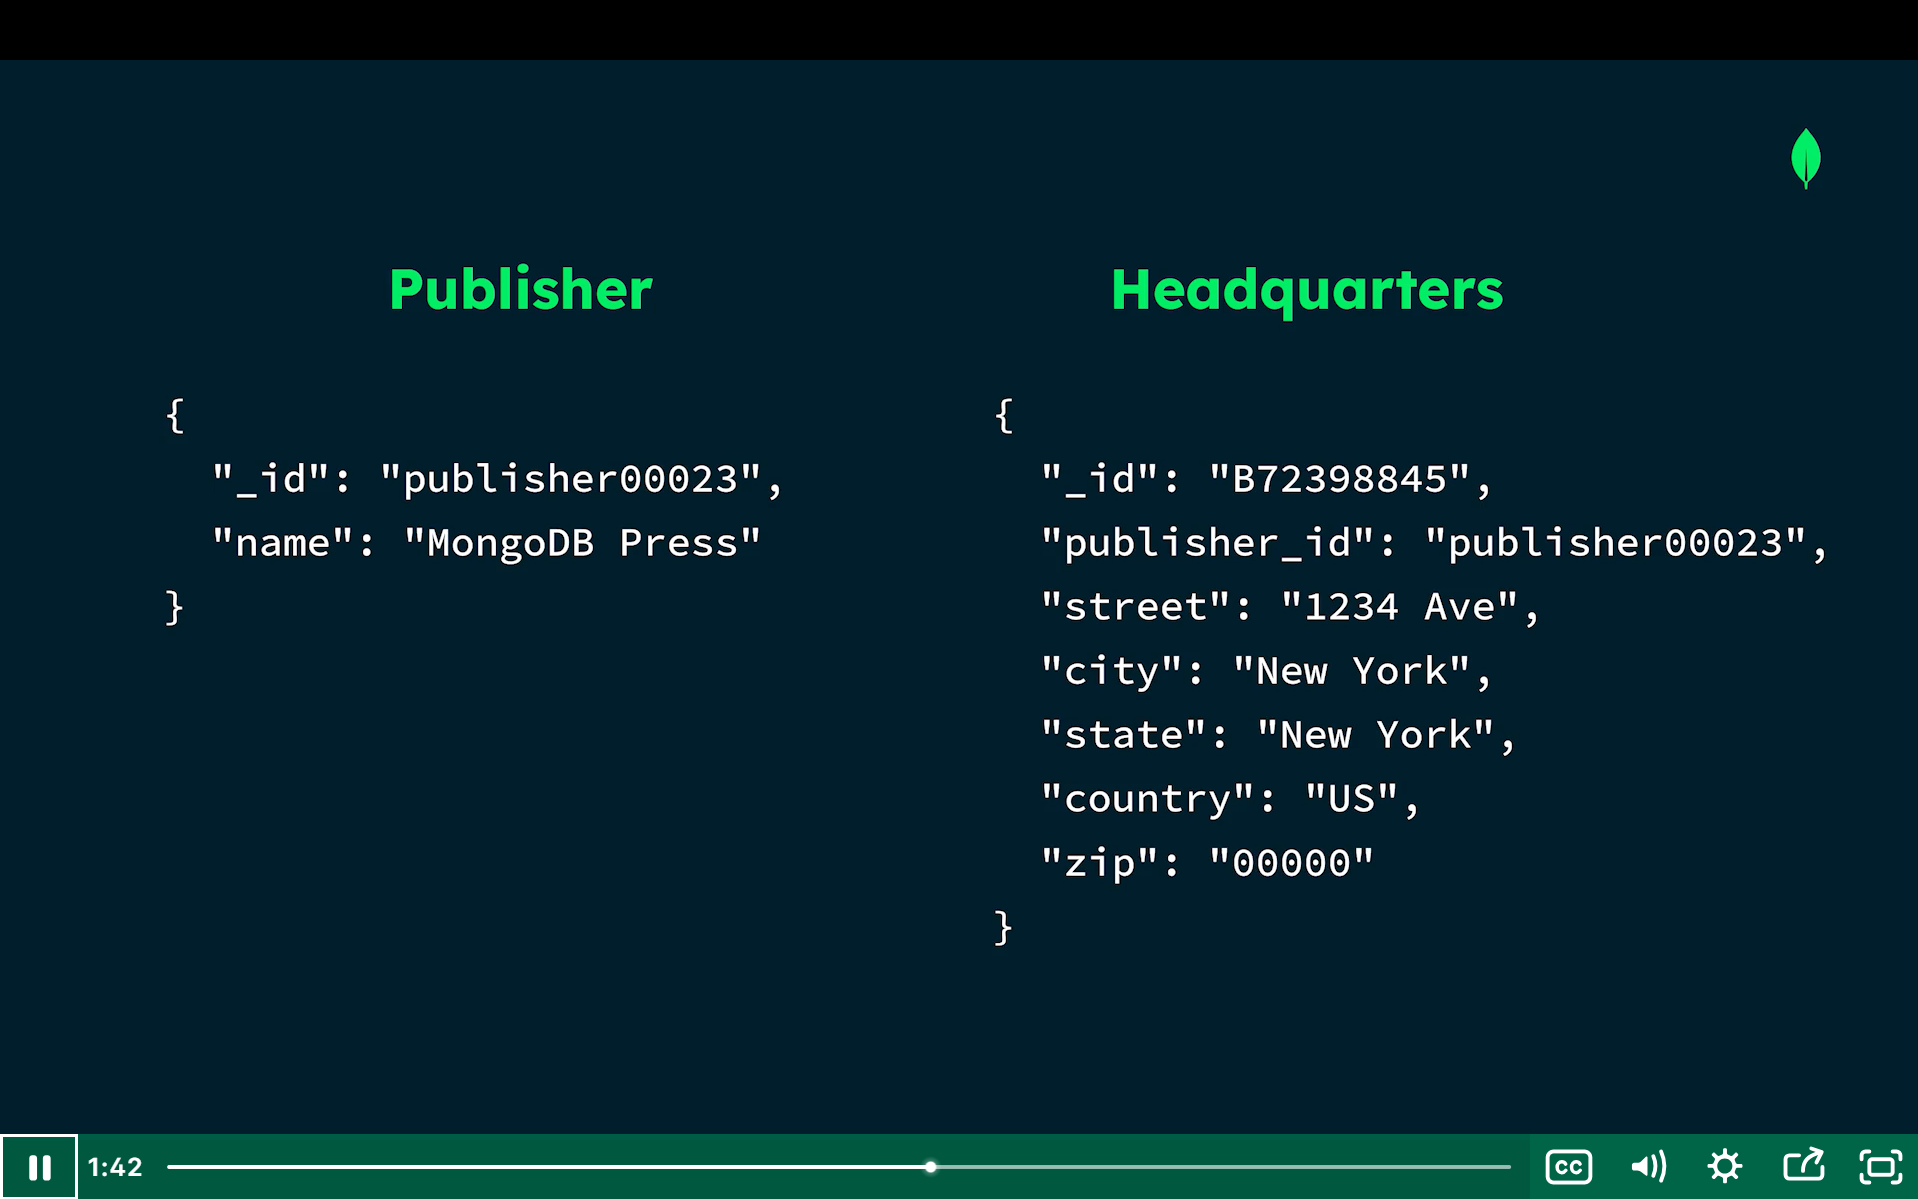 Publisher
{
"_id": "publisher00023",
"name": "MongoDB Press"
}
Headquarters
{
"_id": "B72398845",
"publisher_id": "publisher00023",
"street": "1234 Ave",
"city": "New York",
"state": "New York",
"country": "US",
"zip": "00000"
}
1:42
CC